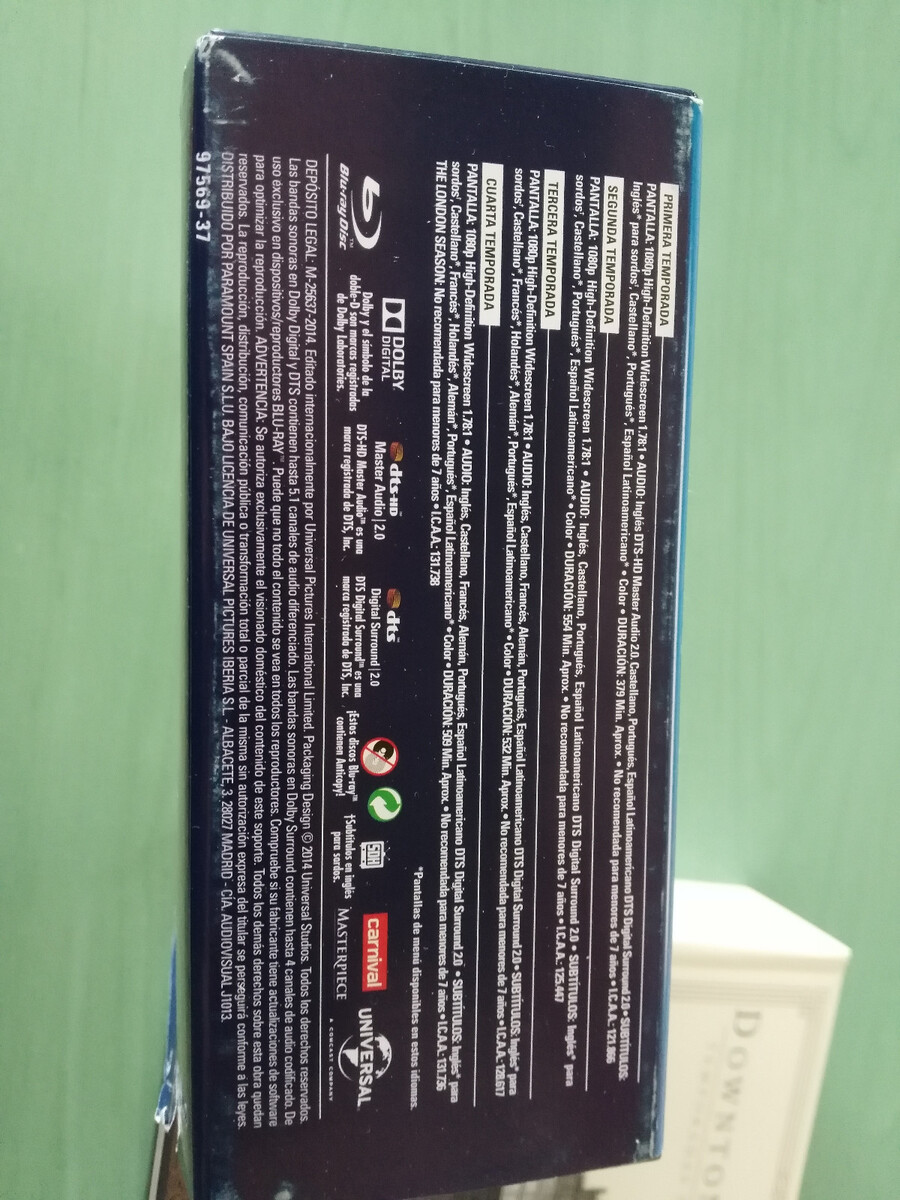 PRIMERA TEMPORADA
PANTALLA: 1080p High-Definition Widescreen 1.78:1 • AUDIO: Inglés DTS-HD Master Audio 2.0, Castellano, Portugués, Español Latinoamericano DTS Digital Surround 2.0 • SUBTÍTULOS:
Inglés* para sordos†, Castellano*, Portugués*, Español Latinoamericano* • Color • DURACIÓN: 379 Min. Aprox. • No recomendada para menores de 7 años • I.C.A.A.: 121.866
SEGUNDA TEMPORADA
PANTALLA: 1080p High-Definition Widescreen 1.78:1 • AUDIO: Inglés, Castellano, Portugués, Español Latinoamericano DTS Digital Surround 2.0 • SUBTÍTULOS: Inglés* para
sordos†, Castellano*, Portugués*, Español Latinoamericano* • Color • DURACIÓN: 554 Min. Aprox. • No recomendada para menores de 7 años • I.C.A.A.: 125.447
TERCERA TEMPORADA
PANTALLA: 1080p High-Definition Widescreen 1.78:1 • AUDIO: Inglés, Castellano, Francés, Alemán, Portugués, Español Latinoamericano DTS Digital Surround 2.0 • SUBTÍTULOS: Inglés* para
sordos†, Castellano*, Francés*, Holandés*, Alemán*, Portugués*, Español Latinoamericano* • Color • DURACIÓN: 532 Min. Aprox. • No recomendada para menores de 7 años • I.C.A.A.: 128.617
CUARTA TEMPORADA
PANTALLA: 1080p High-Definition Widescreen 1.78:1 • AUDIO: Inglés, Castellano, Francés, Alemán, Portugués, Español Latinoamericano DTS Digital Surround 2.0 • SUBTÍTULOS: Inglés* para
sordos†, Castellano*, Francés*, Holandés*, Alemán*, Portugués*, Español Latinoamericano* • Color • DURACIÓN: 509 Min. Aprox. • No recomendada para menores de 7 años • I.C.A.A.: 131.736
THE LONDON SEASON: No recomendada para menores de 7 años • I.C.A.A.: 131.738
*Pantallas de menú disponibles en estos idiomas.
Blu-ray Disc™
DOLBY
DIGITAL
Dolby y el símbolo de la
doble-D son marcas registradas
de Dolby Laboratories.
dts-HD
Master Audio | 2.0
DTS-HD Master Audio™ es una
marca registrada de DTS, Inc.
dts
Digital Surround | 2.0
DTS Digital Surround™ es una
marca registrada de DTS, Inc.
¡Estos discos Blu-ray™
contienen Anticopy!
†Subtítulos en inglés
para sordos.
carnival
MASTERPIECE
UNIVERSAL
A COMCAST COMPANY
DEPÓSITO LEGAL: M-25637-2014. Editado internacionalmente por Universal Pictures International Limited. Packaging Design © 2014 Universal Studios. Todos los derechos reservados.
Las bandas sonoras en Dolby Digital y DTS contienen hasta 5.1 canales de audio diferenciado. Las bandas sonoras en Dolby Surround contienen hasta 4 canales de audio codificado. De
uso exclusivo en dispositivos/reproductores BLU-RAY™. Puede que no todo el contenido se vea en todos los reproductores. Compruebe si su fabricante tiene actualizaciones de software
para optimizar la reproducción. ADVERTENCIA: Se autoriza exclusivamente el visionado doméstico del contenido de este soporte. Todos los demás derechos sobre esta obra quedan
reservados. La reproducción, distribución, comunicación pública o transformación total o parcial de la misma sin autorización expresa del titular se perseguirá conforme a las leyes.
DISTRIBUIDO POR PARAMOUNT SPAIN S.L.U. BAJO LICENCIA DE UNIVERSAL PICTURES IBERIA S.L. - ALBACETE 3. 28027 MADRID - CÍA. AUDIOVISUAL J1013.
97569-37
DOWNTO